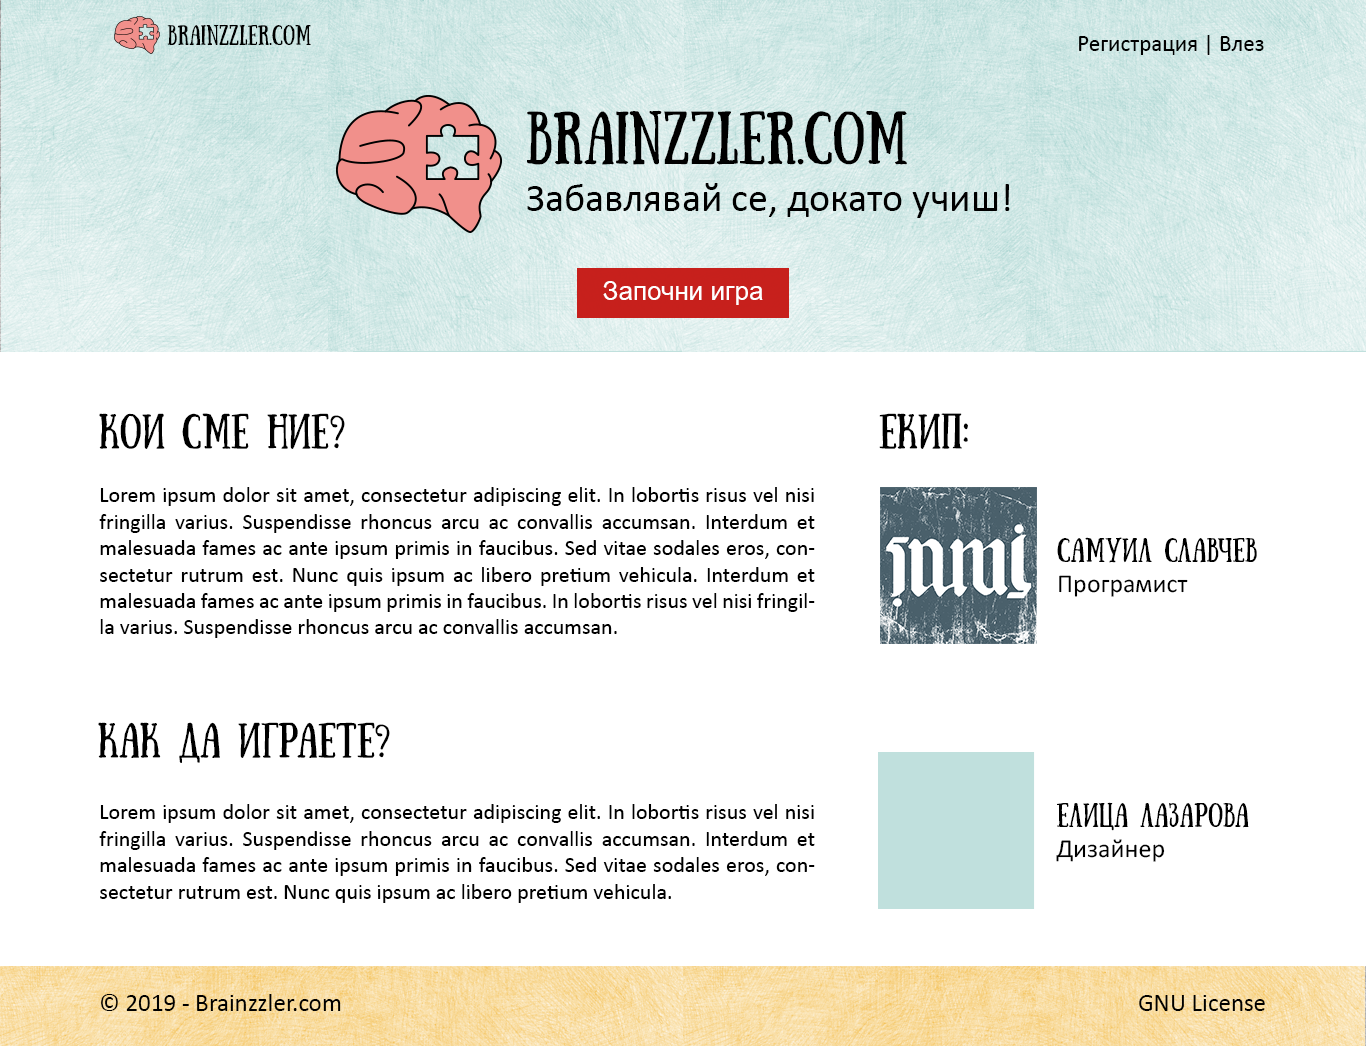 BRAINZZLER.COM
Регистрация | Влез
BRAINZZLER.COM
Забавлявай се, докато учиш!
Започни игра
КОИ СМЕ НИЕ?
Lorem ipsum dolor sit amet, consectetur adipiscing elit. In lobortis risus vel nisi
fringilla varius. Suspendisse rhoncus arcu ac convallis accumsan. Interdum et
malesuada fames ac ante ipsum primis in faucibus. Sed vitae sodales eros, con-
sectetur rutrum est. Nunc quis ipsum ac libero pretium vehicula. Interdum et
malesuada fames ac ante ipsum primis in faucibus. In lobortis risus vel nisi fringil-
la varius. Suspendisse rhoncus arcu ac convallis accumsan.
КАК ДА ИГРАЕТЕ?
Lorem ipsum dolor sit amet, consectetur adipiscing elit. In lobortis risus vel nisi
fringilla varius. Suspendisse rhoncus arcu ac convallis accumsan. Interdum et
malesuada fames ac ante ipsum primis in faucibus. Sed vitae sodales eros, con-
sectetur rutrum est. Nunc quis ipsum ac libero pretium vehicula.
ЕКИП:
САМУИЛ СЛАВЧЕВ
Програмист
ЕЛИЦА ЛАЗАРОВА
Дизайнер
© 2019 - Brainzzler.com
GNU License